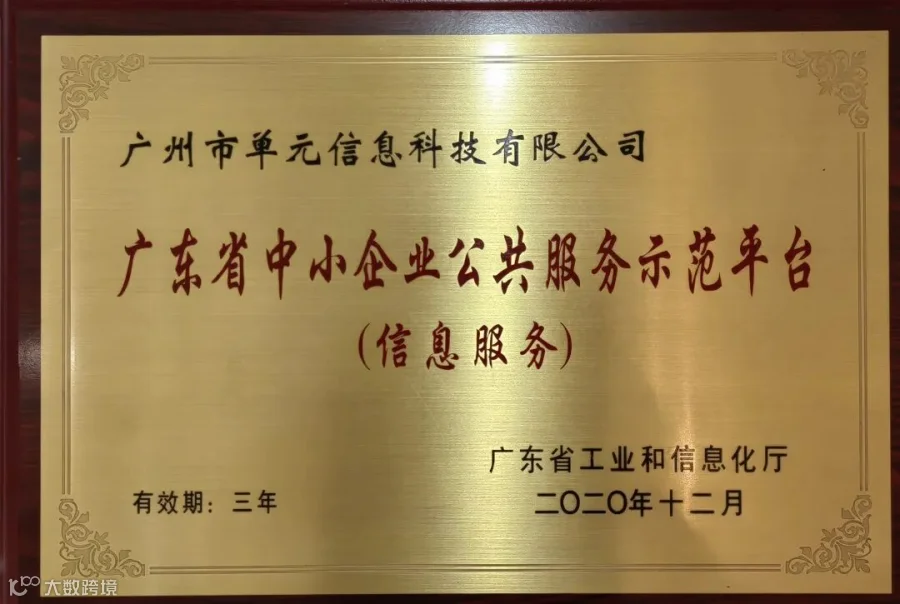 广州市单元信息科技有限公司
广东省中小企业公共服务示范平台
(信息服务)
广东省工业和信息化厅
有效期：三年
二〇二〇年十二月
大数跨境